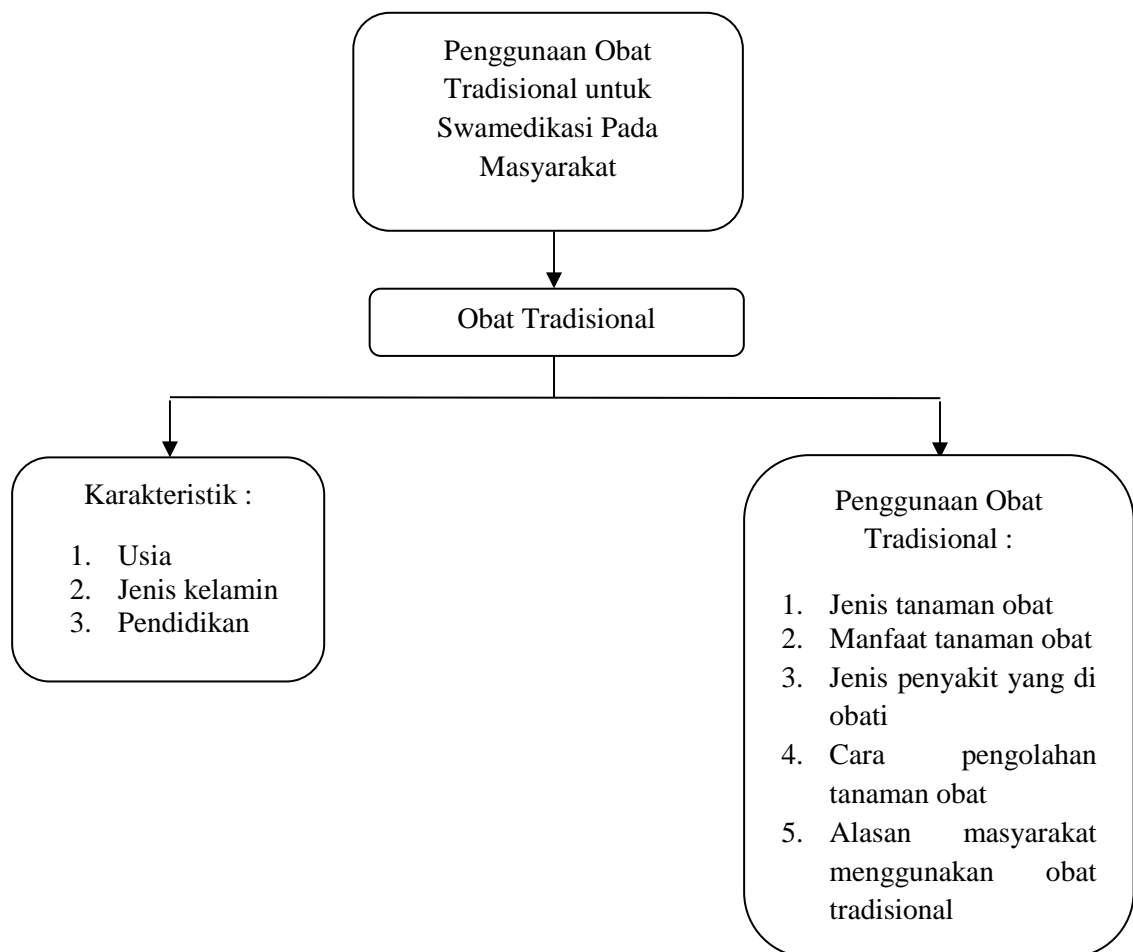 Penggunaan Obat
Tradisional untuk
Swamedikasi Pada
Masyarakat
Obat Tradisional
Karakteristik :
1. Usia
2. Jenis kelamin
3. Pendidikan
Penggunaan Obat
Tradisional :
1. Jenis tanaman obat
2. Manfaat tanaman obat
3. Jenis penyakit yang di
obati
4. Cara pengolahan
tanaman obat
5. Alasan masyarakat
menggunakan obat
tradisional